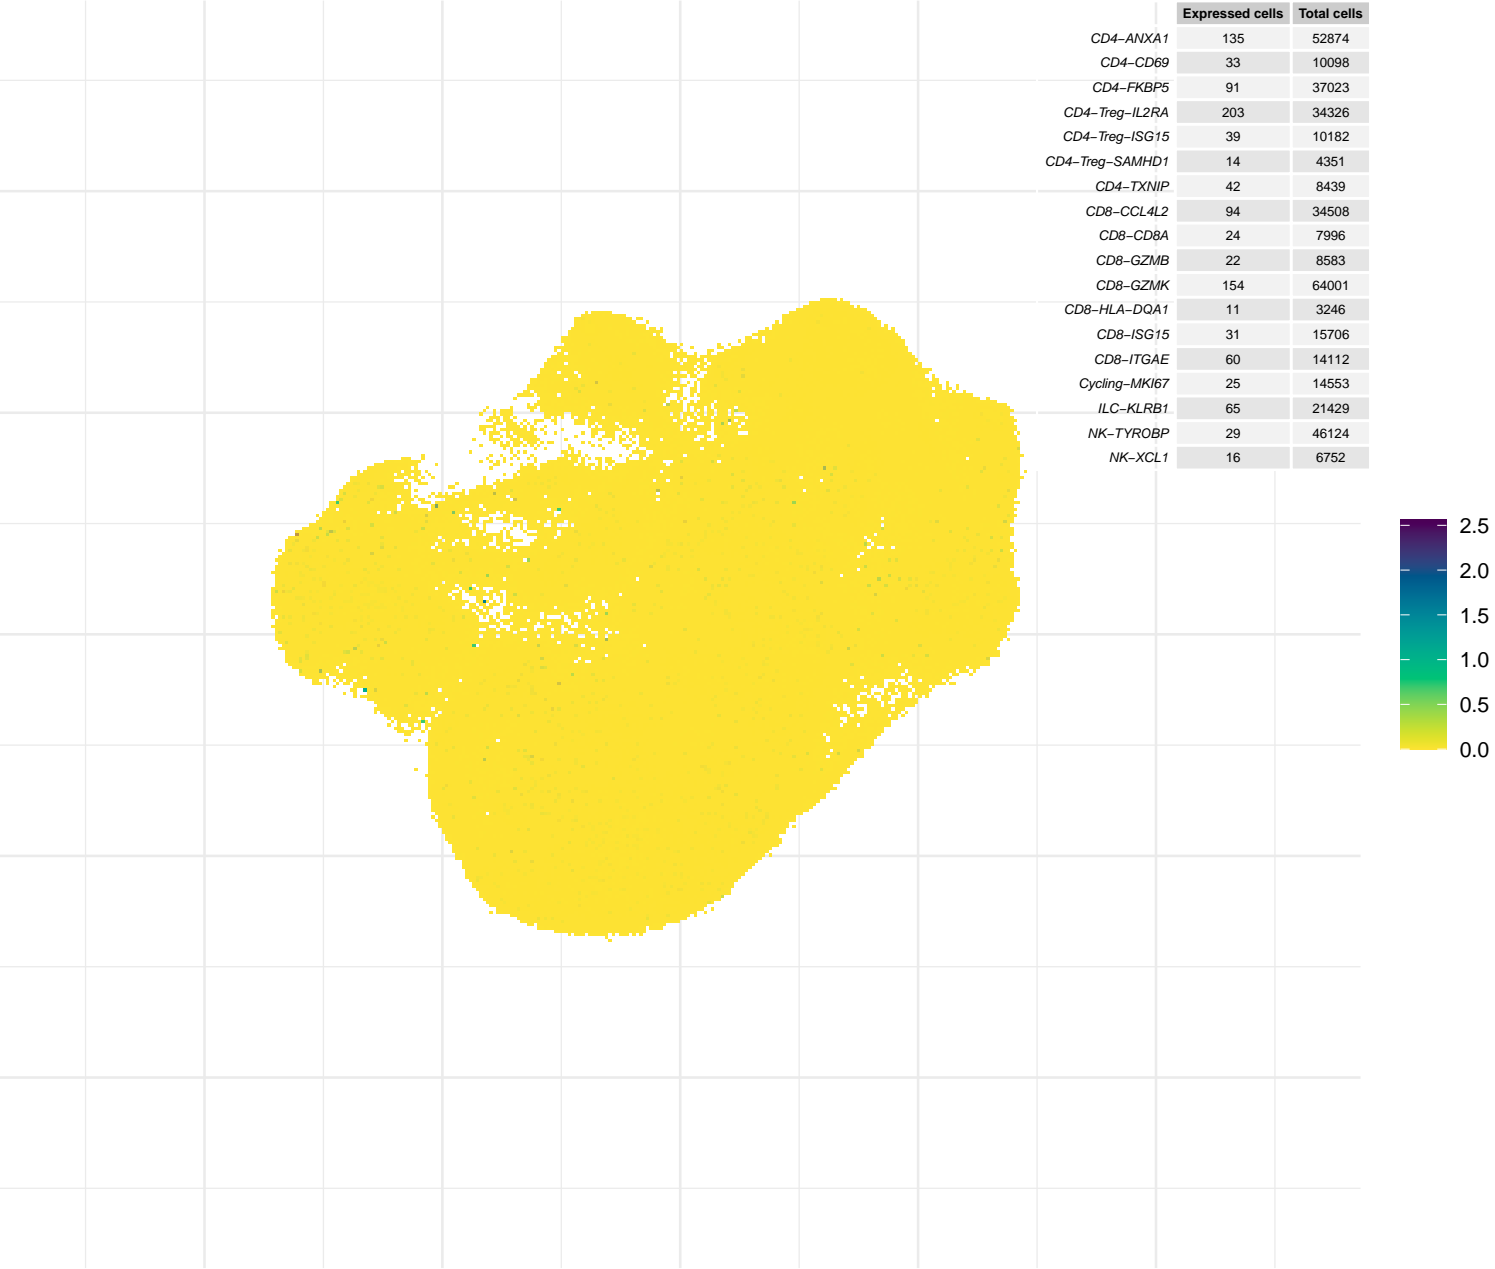 Expressed cells Total cells
CD4−ANXA1 135 52874
CD4−CD69 33 10098
CD4−FKBP5 91 37023
CD4−Treg−IL2RA 203 34326
CD4−Treg−ISG15 39 10182
CD4−Treg−SAMHD1 14 4351
CD4−TXNIP 42 8439
CD8−CCL4L2 94 34508
CD8−CD8A 24 7996
CD8−GZMB 22 8583
CD8−GZMK 154 64001
CD8−HLA−DQA1 11 3246
CD8−ISG15 31 15706
CD8−ITGAE 60 14112
Cycling−MKI67 25 14553
ILC−KLRB1 65 21429
NK−TYROBP 29 46124
NK−XCL1 16 6752
2.5
2.0
1.5
1.0
0.5
0.0